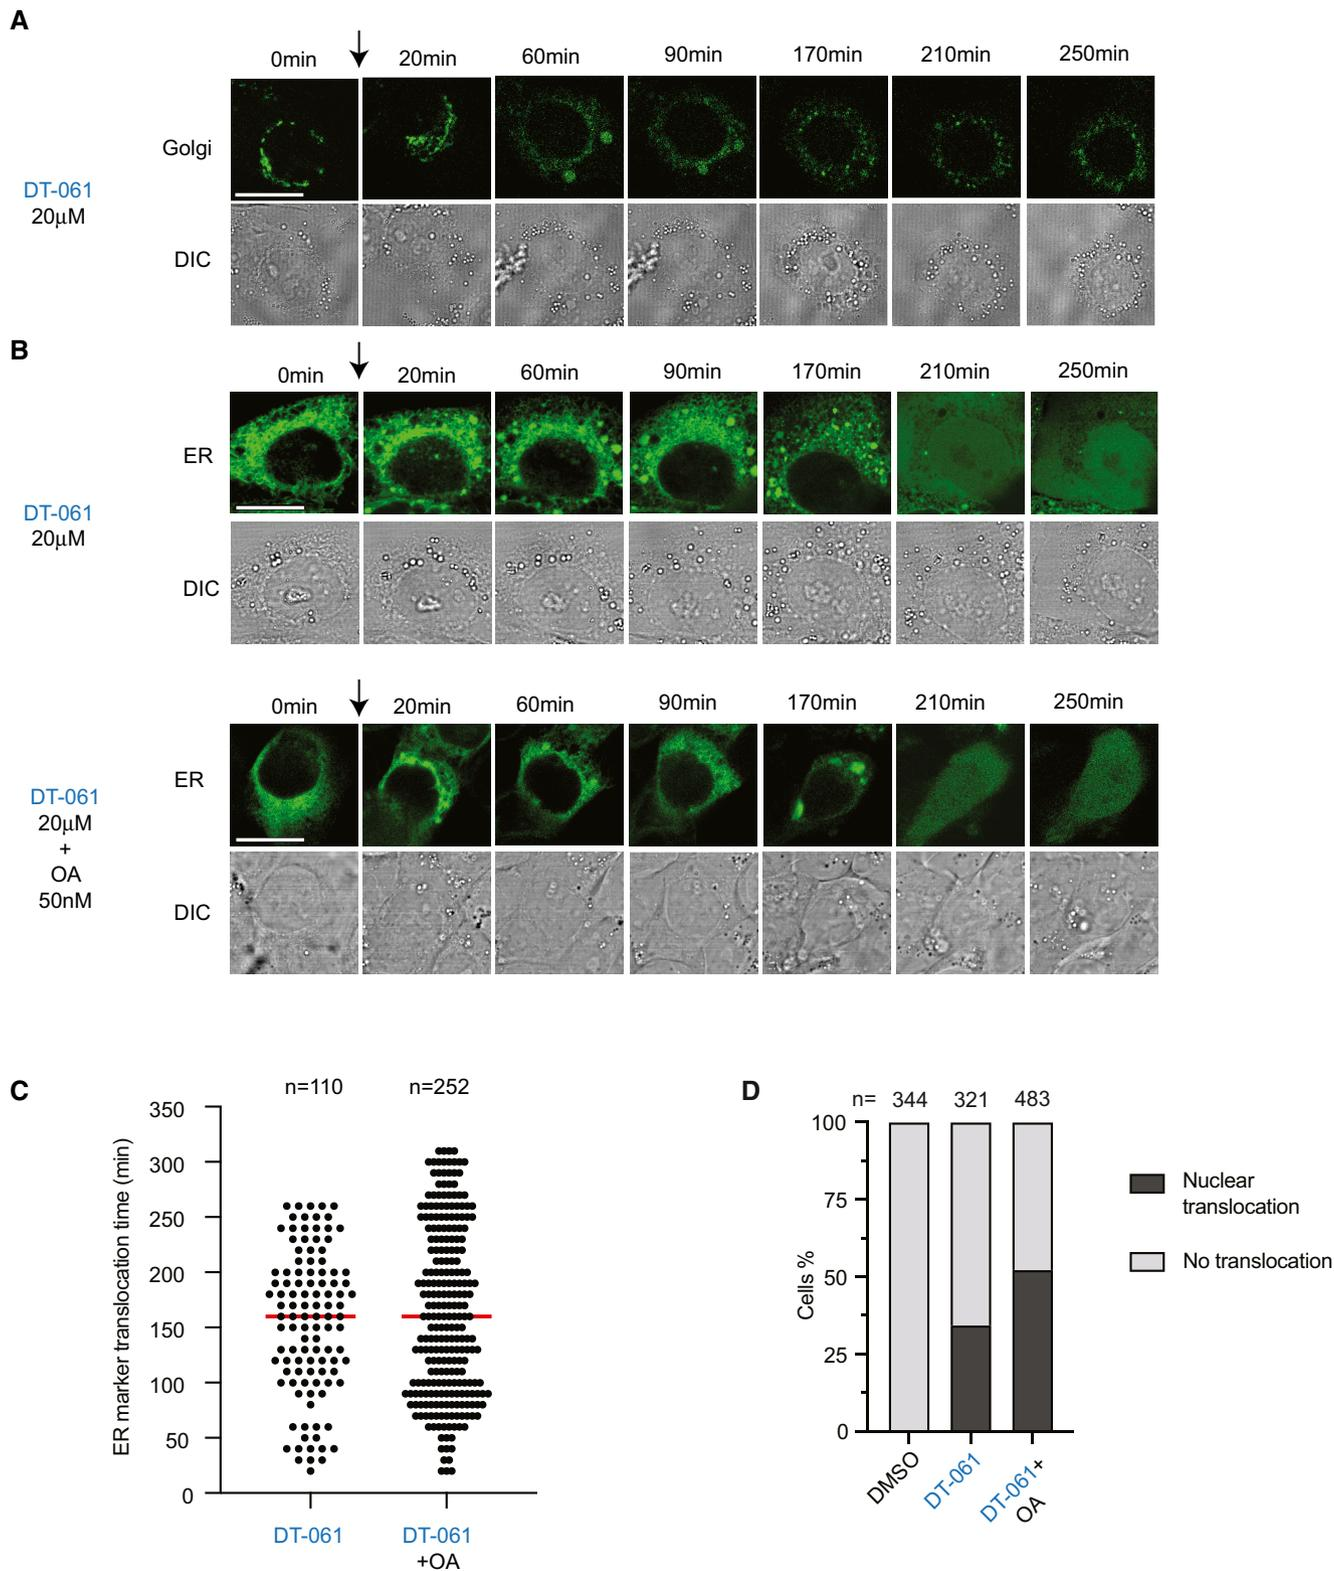 A
0min 20min 60min 90min 170min 210min 250min
Golgi
DT-061
20μM
DIC
B
0min 20min 60min 90min 170min 210min 250min
ER
DT-061
20μM
DIC
0min 20min 60min 90min 170min 210min 250min
ER
DT-061
20μM
+
OA
50nM
DIC
C
n=110 n=252
ER marker translocation time (min)
350
300
250
200
150
100
50
0
DT-061
DT-061
+OA
D
n= 344 321 483
Cells %
100
75
50
25
0
DMSO
DT-061
DT-061+
OA
Nuclear
translocation
No translocation